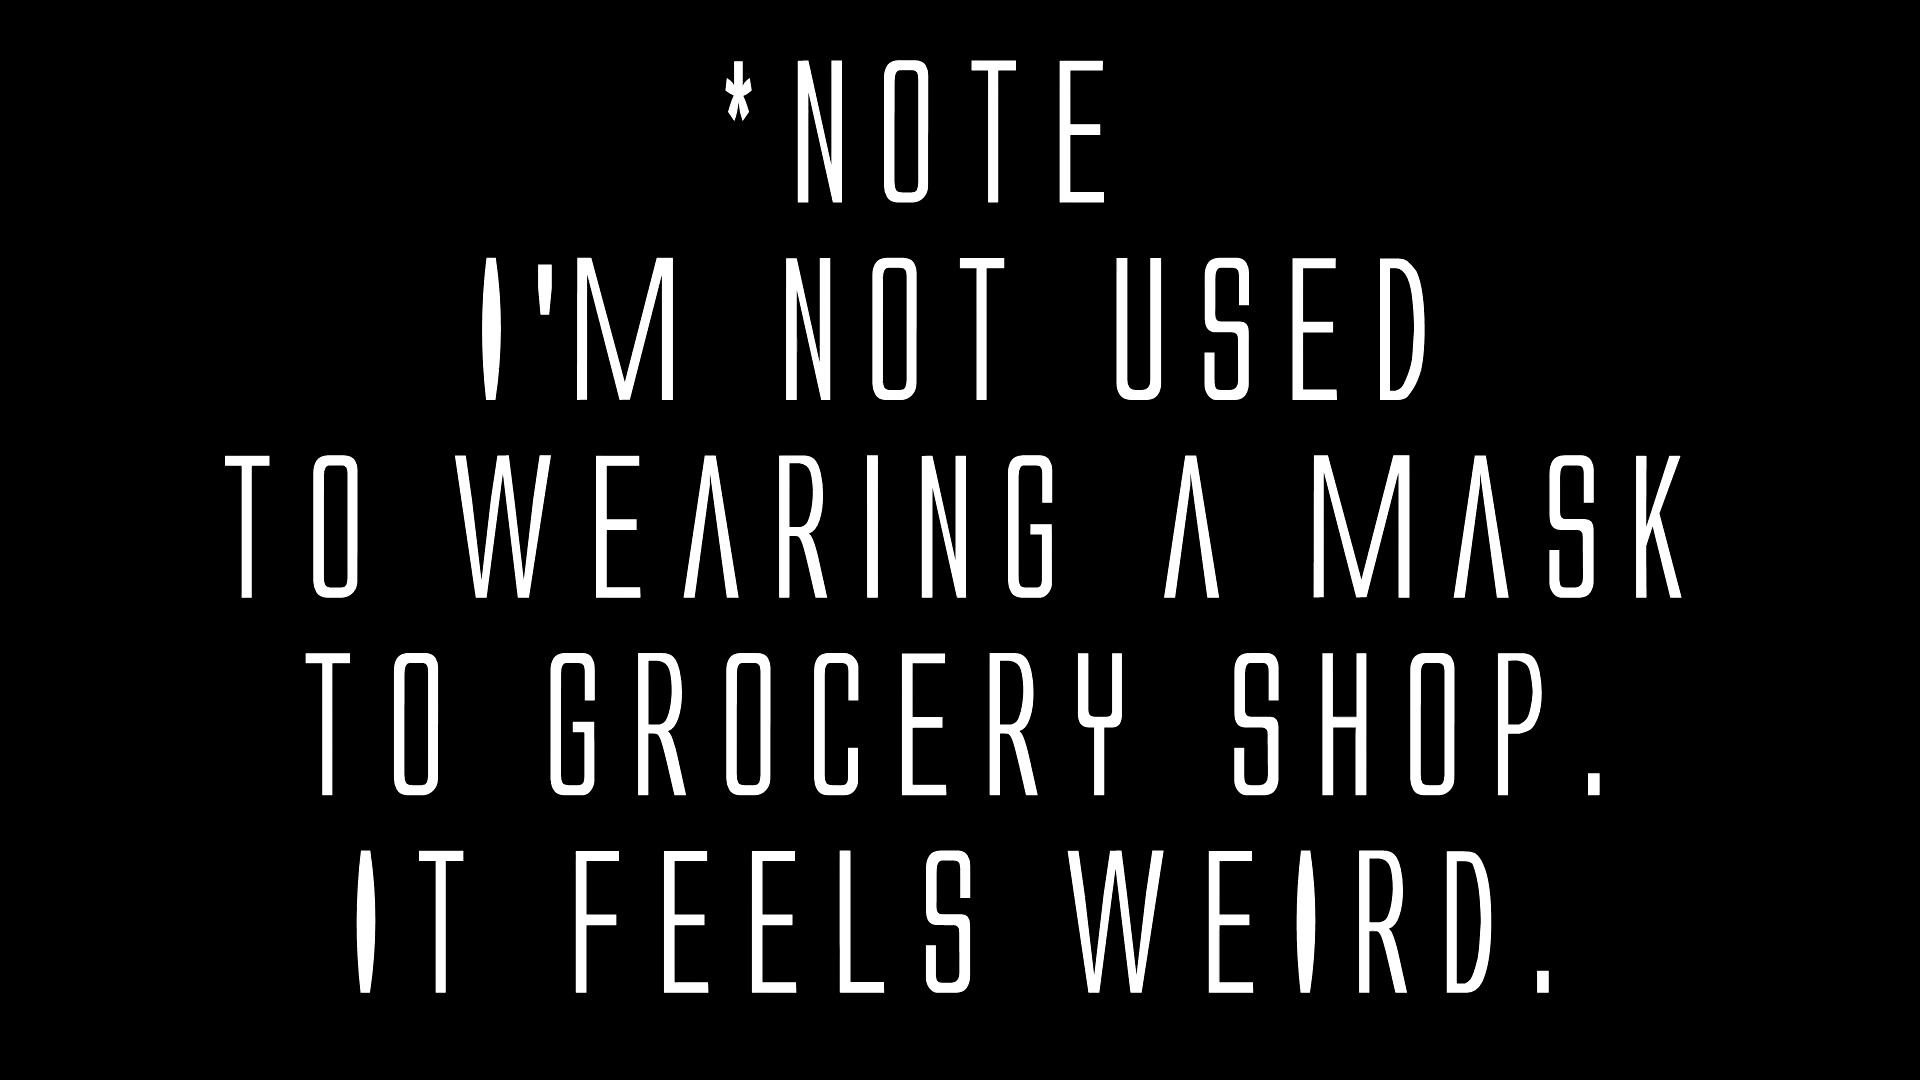 *NOTE
I'M NOT USED
TO WEARING A MASK
TO GROCERY SHOP.
IT FEELS WEIRD.